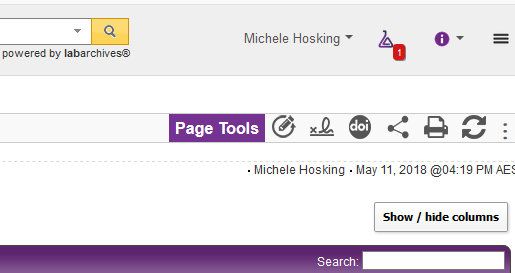 Michele Hosking
1
powered by labarchives®
Page Tools
doi
• Michele Hosking • May 11, 2018 @04:19 PM AES
Show / hide columns
Search: